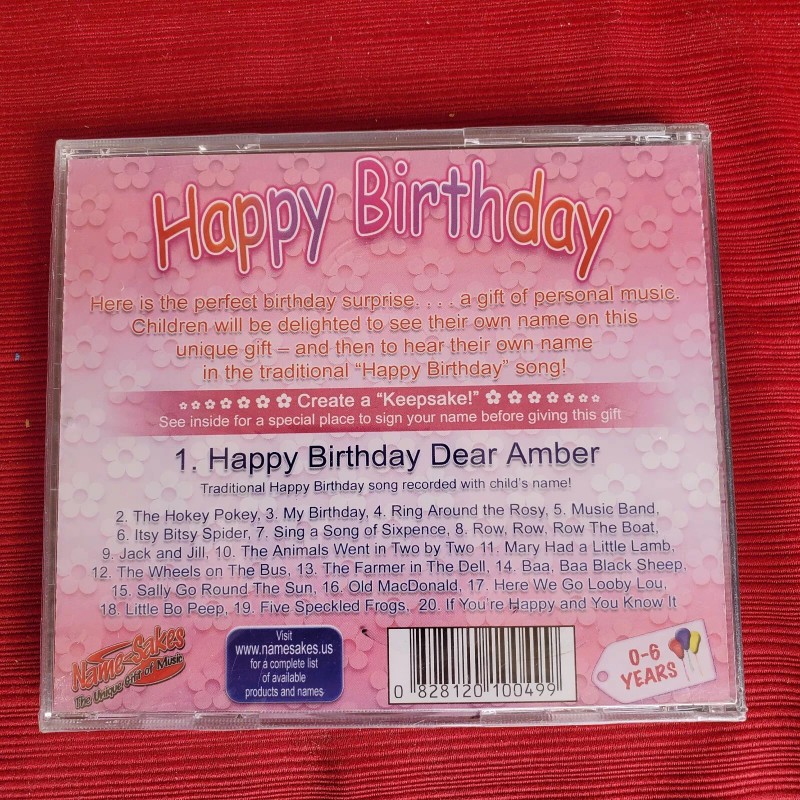 Happy Birthday
Here is the perfect birthday surprise. . . . a gift of personal music.
Children will be delighted to see their own name on this
unique gift – and then to hear their own name
in the traditional “Happy Birthday” song!
Create a “Keepsake!”
See inside for a special place to sign your name before giving this gift
1. Happy Birthday Dear Amber
Traditional Happy Birthday song recorded with child's name!
2. The Hokey Pokey, 3. My Birthday, 4. Ring Around the Rosy, 5. Music Band,
6. Itsy Bitsy Spider, 7. Sing a Song of Sixpence, 8. Row, Row, Row The Boat,
9. Jack and Jill, 10. The Animals Went in Two by Two 11. Mary Had a Little Lamb,
12. The Wheels on The Bus, 13. The Farmer in The Dell, 14. Baa, Baa Black Sheep,
15. Sally Go Round The Sun, 16. Old MacDonald, 17. Here We Go Looby Lou,
18. Little Bo Peep, 19. Five Speckled Frogs, 20. If You're Happy and You Know It
Name Sakes
The Unique Gift of Music
Visit
www.namesakes.us
for a complete list
of available
products and names
0 828120 100499
0-6
YEARS